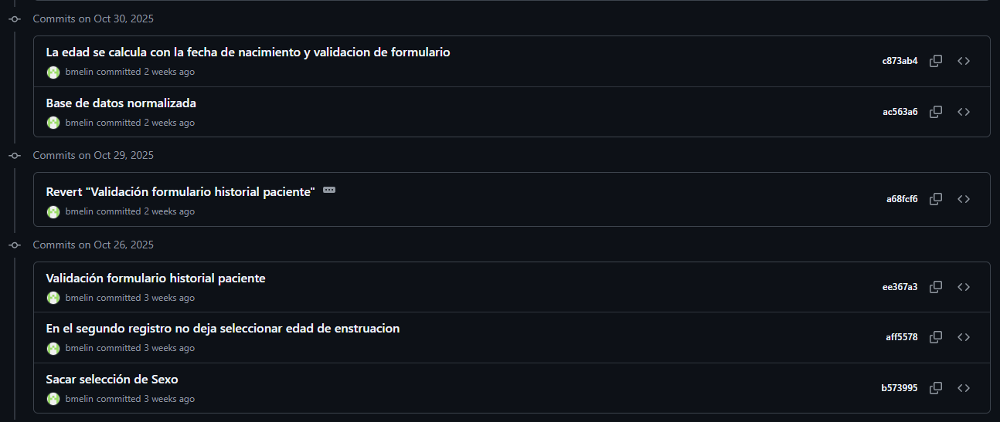 Commits on Oct 30, 2025
La edad se calcula con la fecha de nacimiento y validacion de formulario
c873ab4
bmelin committed 2 weeks ago
Base de datos normalizada
ac563a6
bmelin committed 2 weeks ago
Commits on Oct 29, 2025
Revert "Validación formulario historial paciente"
a68fcf6
bmelin committed 2 weeks ago
Commits on Oct 26, 2025
Validación formulario historial paciente
ee367a3
bmelin committed 3 weeks ago
En el segundo registro no deja seleccionar edad de enstruacion
aff5578
bmelin committed 3 weeks ago
Sacar selección de Sexo
b573995
bmelin committed 3 weeks ago